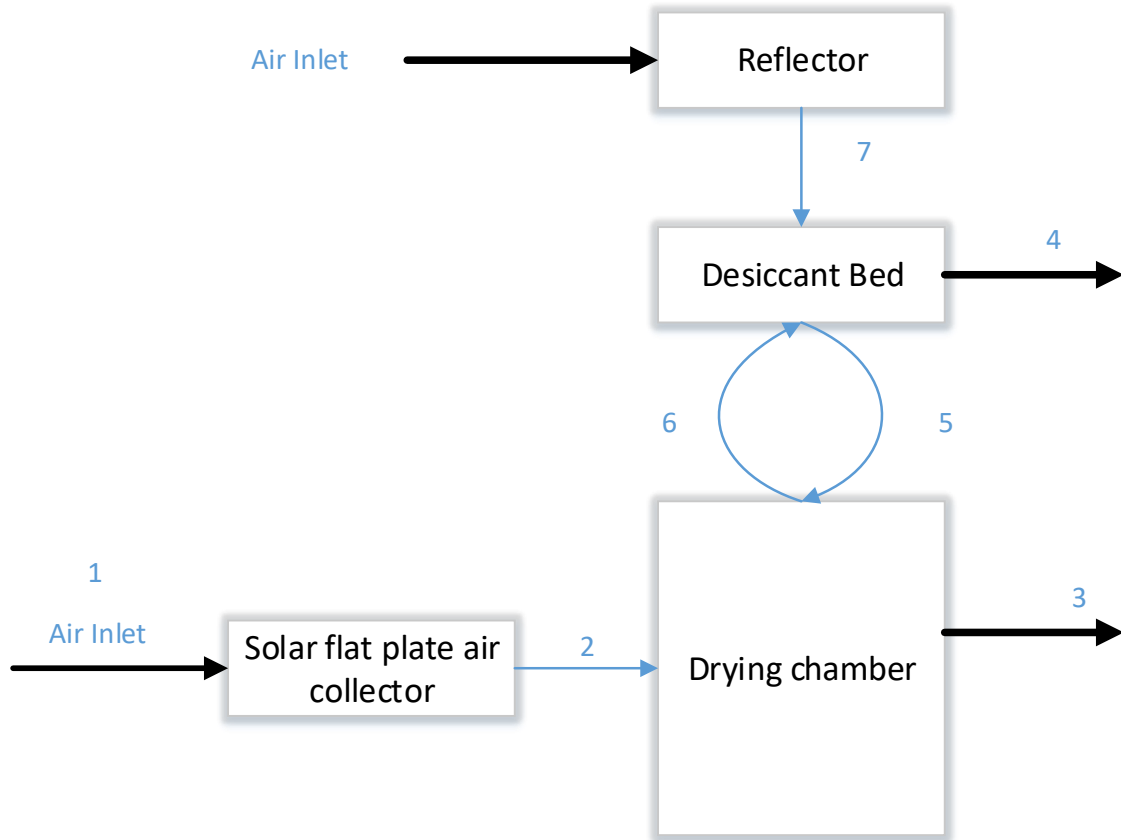 Air Inlet
Reflector
7
Desiccant Bed
4
6
5
1
Air Inlet
Solar flat plate air
collector
2
Drying chamber
3